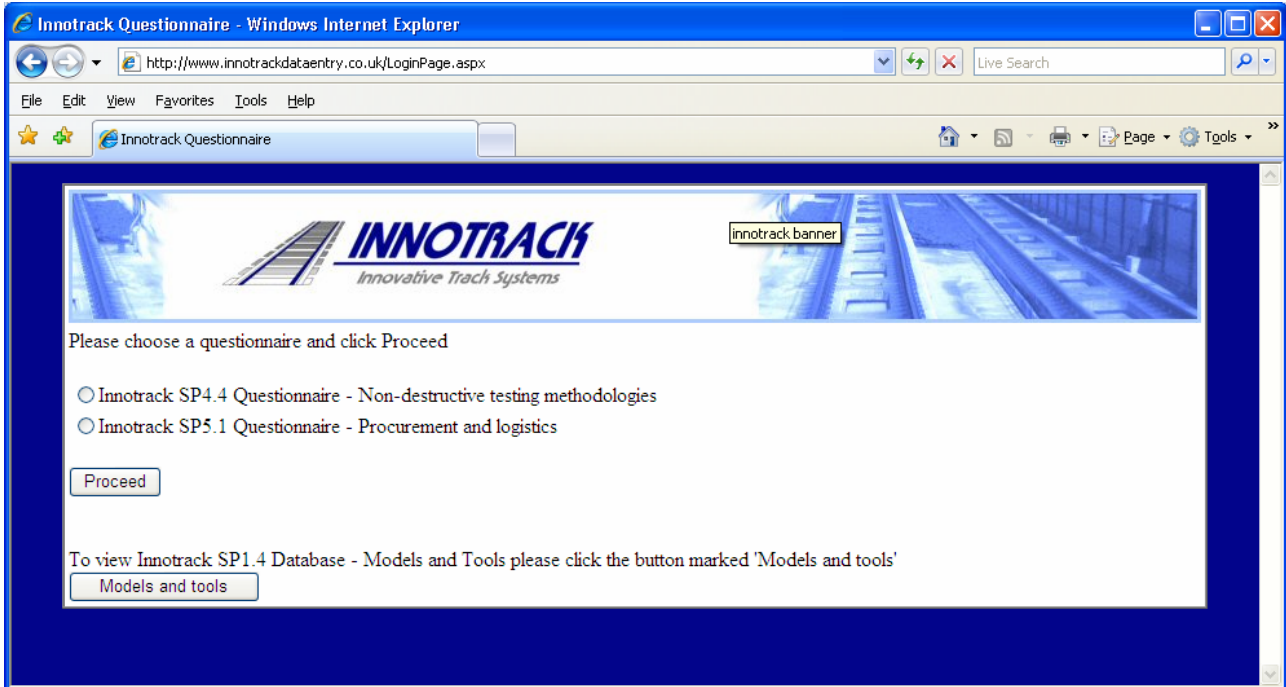 Innotrack Questionnaire - Windows Internet Explorer
http://www.innotrackdataentry.co.uk/LoginPage.aspx
Live Search
File Edit View Favorites Tools Help
Innotrack Questionnaire
Page Tools »
INNOTRACK
Innovative Track Systems
innotrack banner
Please choose a questionnaire and click Proceed
Innotrack SP4.4 Questionnaire - Non-destructive testing methodologies
Innotrack SP5.1 Questionnaire - Procurement and logistics
Proceed
To view Innotrack SP1.4 Database - Models and Tools please click the button marked 'Models and tools'
Models and tools